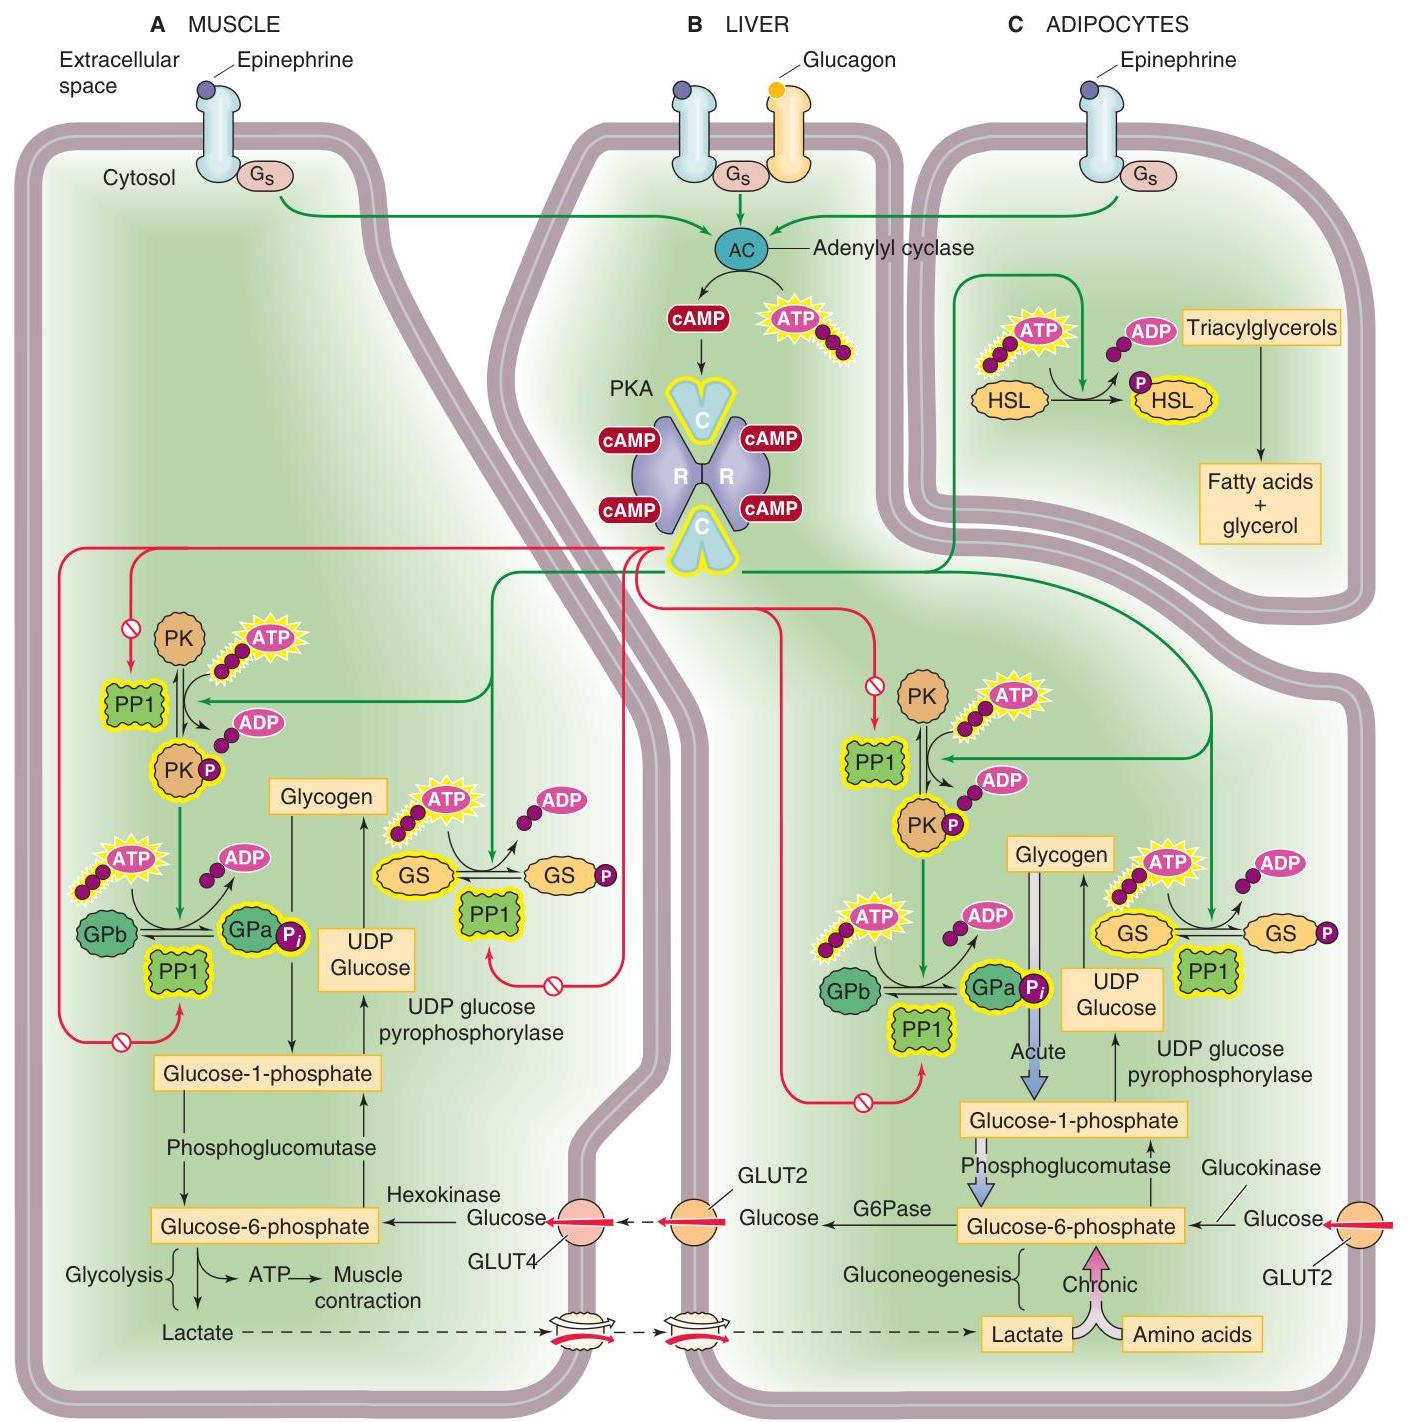 A MUSCLE
B LIVER
C ADIPOCYTES
Extracellular
space
Epinephrine
Glucagon
Epinephrine
Cytosol
Gs
Gs
Gs
AC
Adenylyl cyclase
cAMP
ATP
PKA
C
cAMP
cAMP
R
R
cAMP
cAMP
C
ATP
ADP
Triacylglycerols
HSL
P
HSL
Fatty acids
+
glycerol
PK
ATP
PP1
ADP
PK
P
Glycogen
ATP
ADP
ATP
ADP
GS
GS
P
PP1
GPb
GPa
Pi
PP1
UDP
Glucose
UDP glucose
pyrophosphorylase
Glucose-1-phosphate
Phosphoglucomutase
Hexokinase
Glucose-6-phosphate
Glucose
GLUT4
Glycolysis
ATP
Muscle
contraction
Lactate
PK
ATP
PP1
ADP
PK
P
Glycogen
ATP
ADP
ATP
ADP
GS
GS
P
PP1
GPb
GPa
Pi
PP1
UDP
Glucose
Acute
UDP glucose
pyrophosphorylase
Glucose-1-phosphate
Phosphoglucomutase
Glucokinase
GLUT2
Glucose
G6Pase
Glucose-6-phosphate
Glucose
GLUT2
Gluconeogenesis
Chronic
Lactate
Amino acids